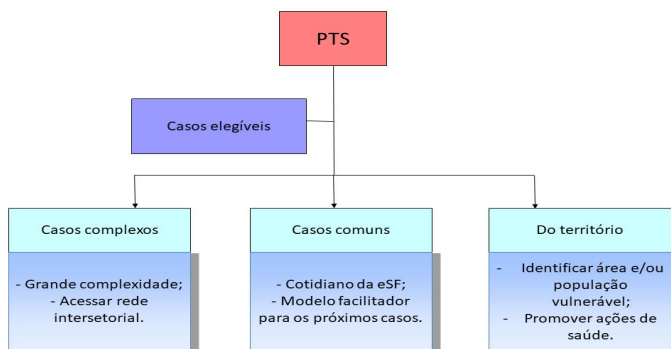 PTS
Casos elegíveis
Casos complexos
- Grande complexidade;
- Acessar rede
intersetorial.
Casos comuns
- Cotidiano da eSF;
- Modelo facilitador
para os próximos casos.
Do território
- Identificar área e/ou
população
vulnerável;
- Promover ações de
saúde.